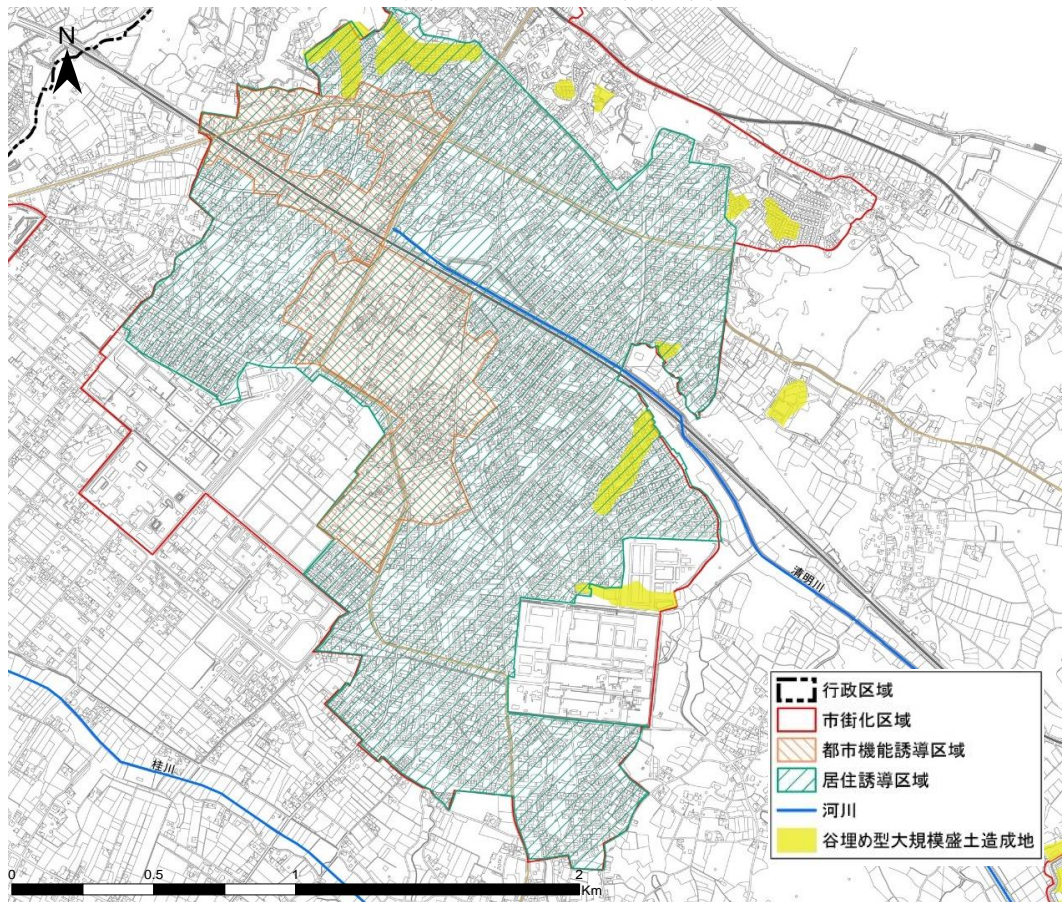 N
清明川
桂川
行政区域
市街化区域
都市機能誘導区域
居住誘導区域
河川
谷埋め型大規模盛土造成地
0 0.5 1 2
Km